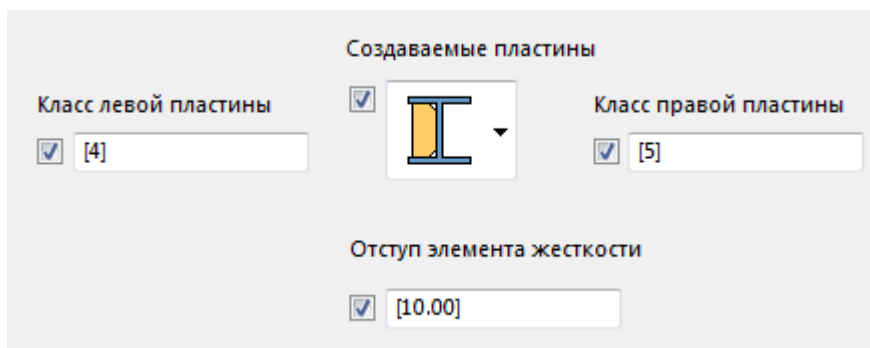 Создаваемые пластины
Класс левой пластины
Класс правой пластины
[4]
[5]
Отступ элемента жесткости
[10.00]